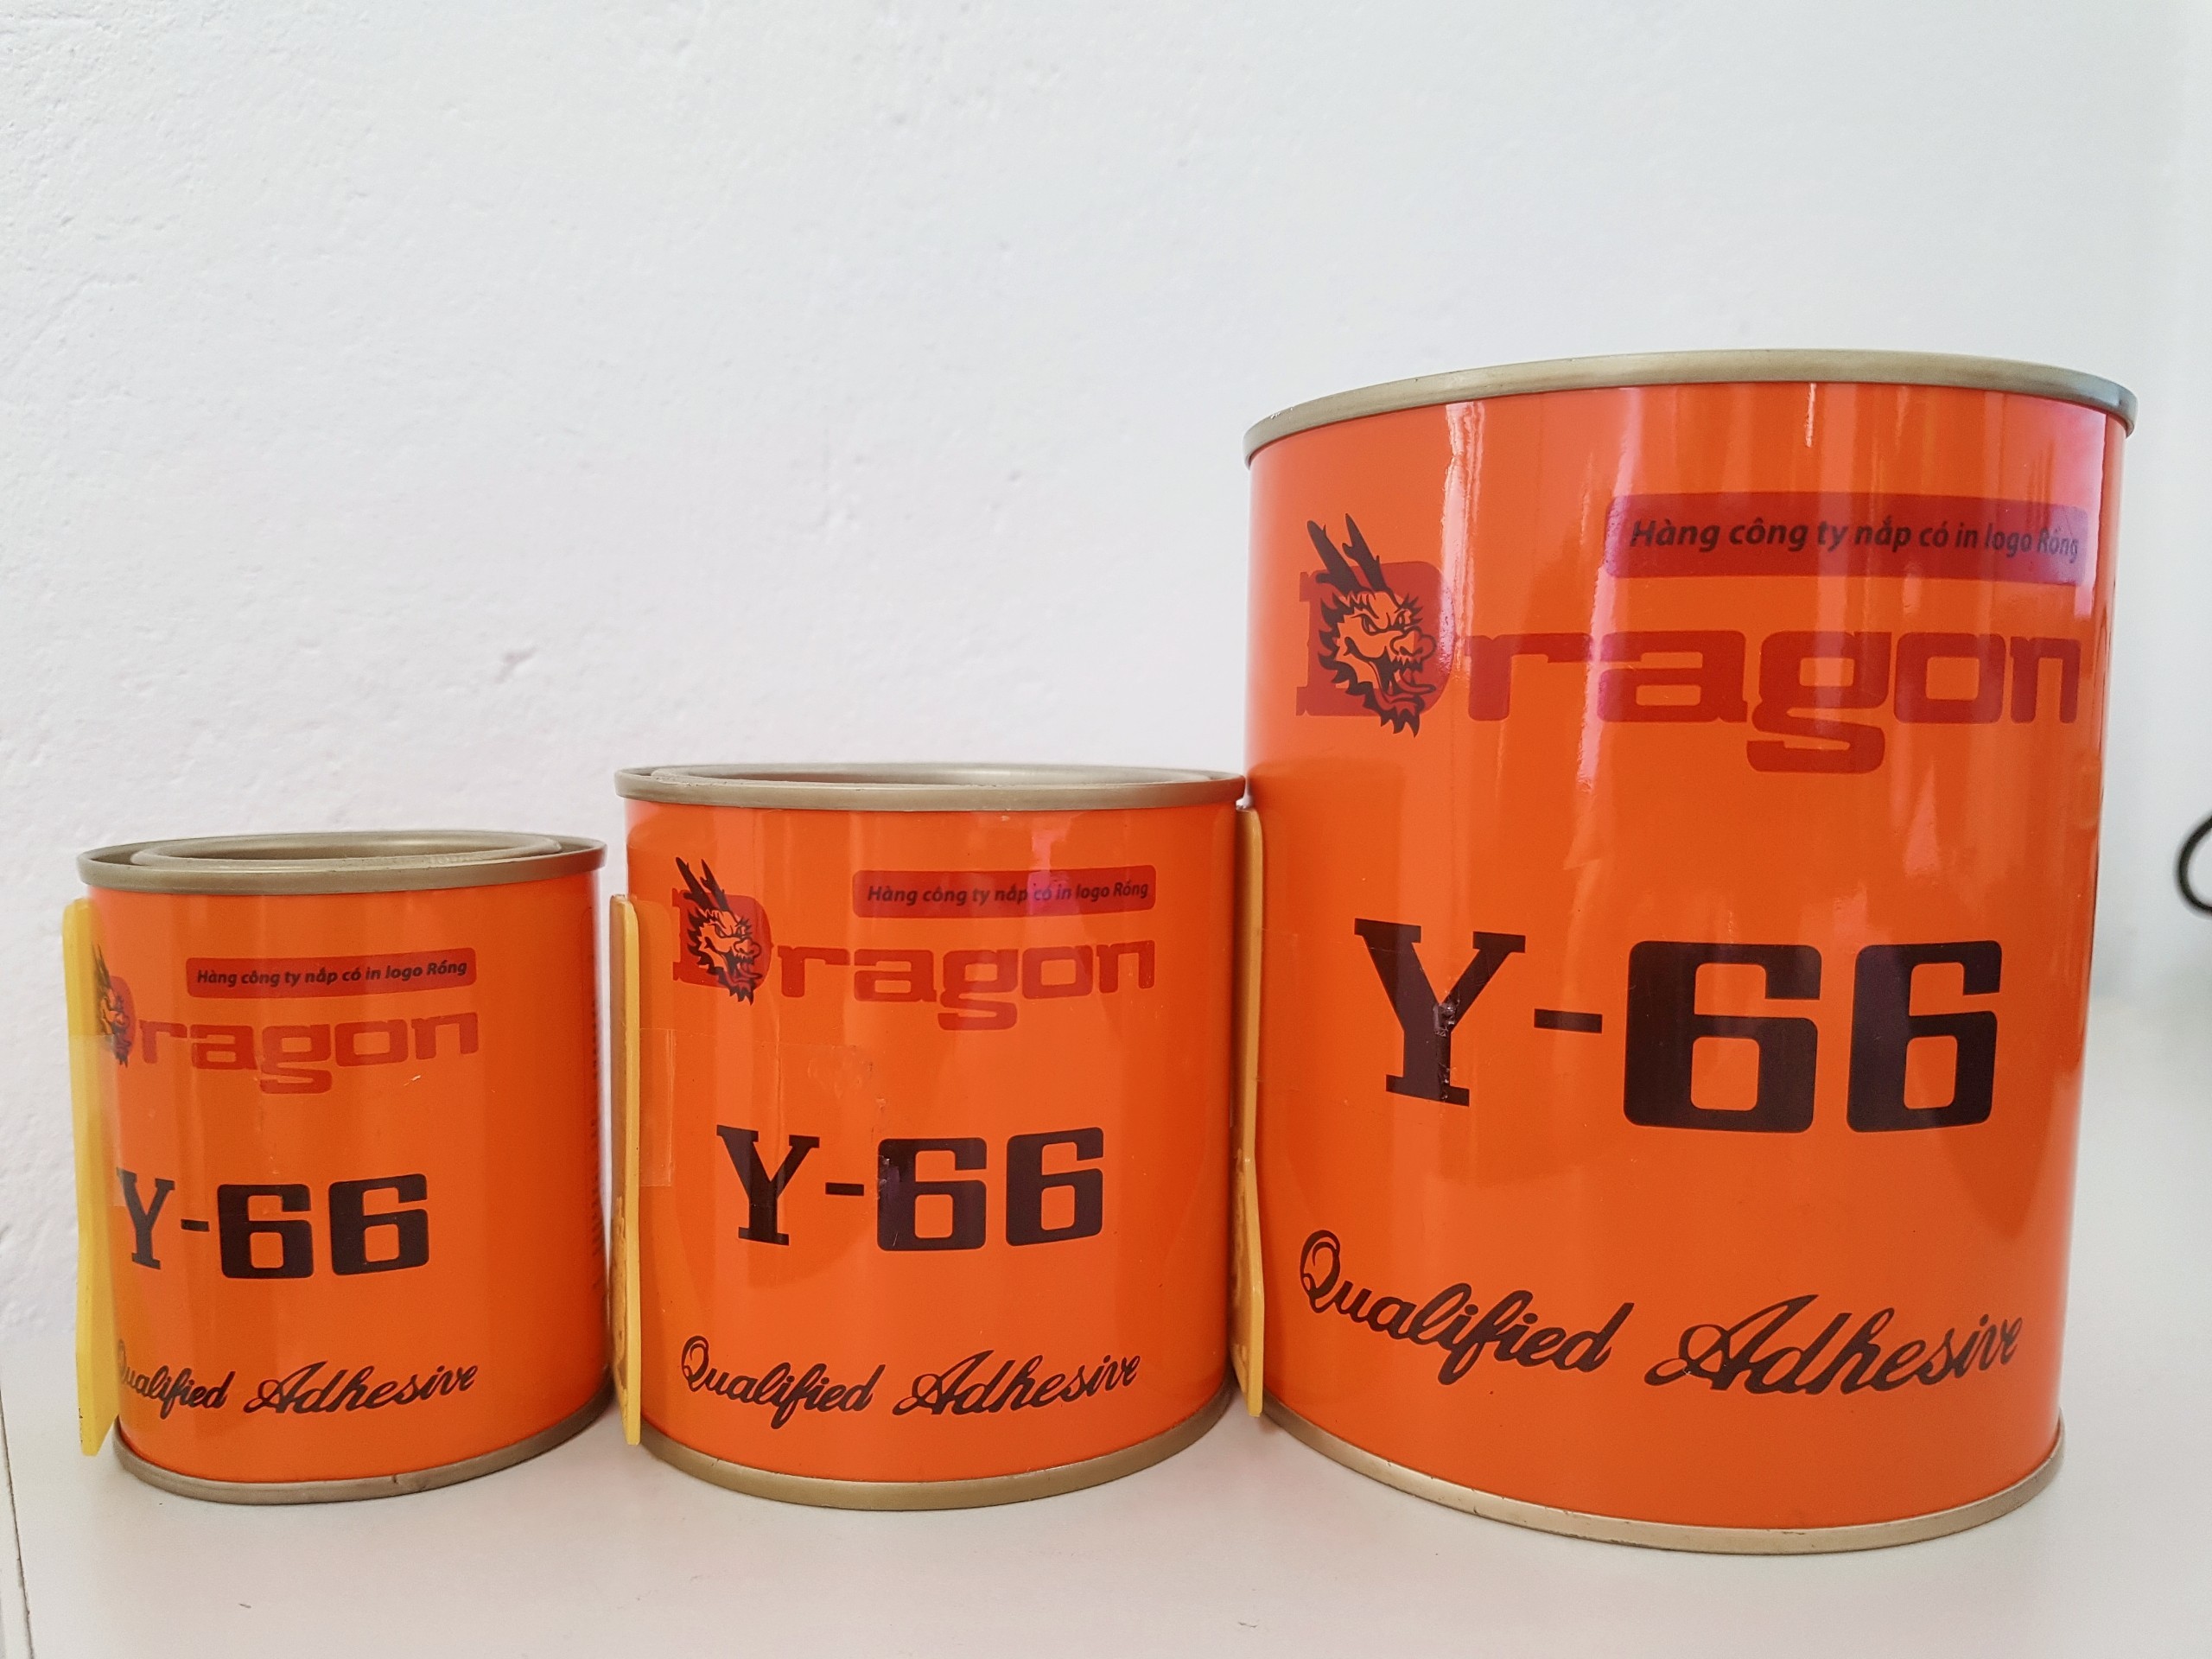 Hàng công ty nắp có in logo Rồng
Dragon
Y-66
Qualified Adhesive
Hàng công ty nắp có in logo Rồng
Dragon
Y-66
Qualified Adhesive
Hàng công ty nắp có in logo Rồng
Dragon
Y-66
Qualified Adhesive